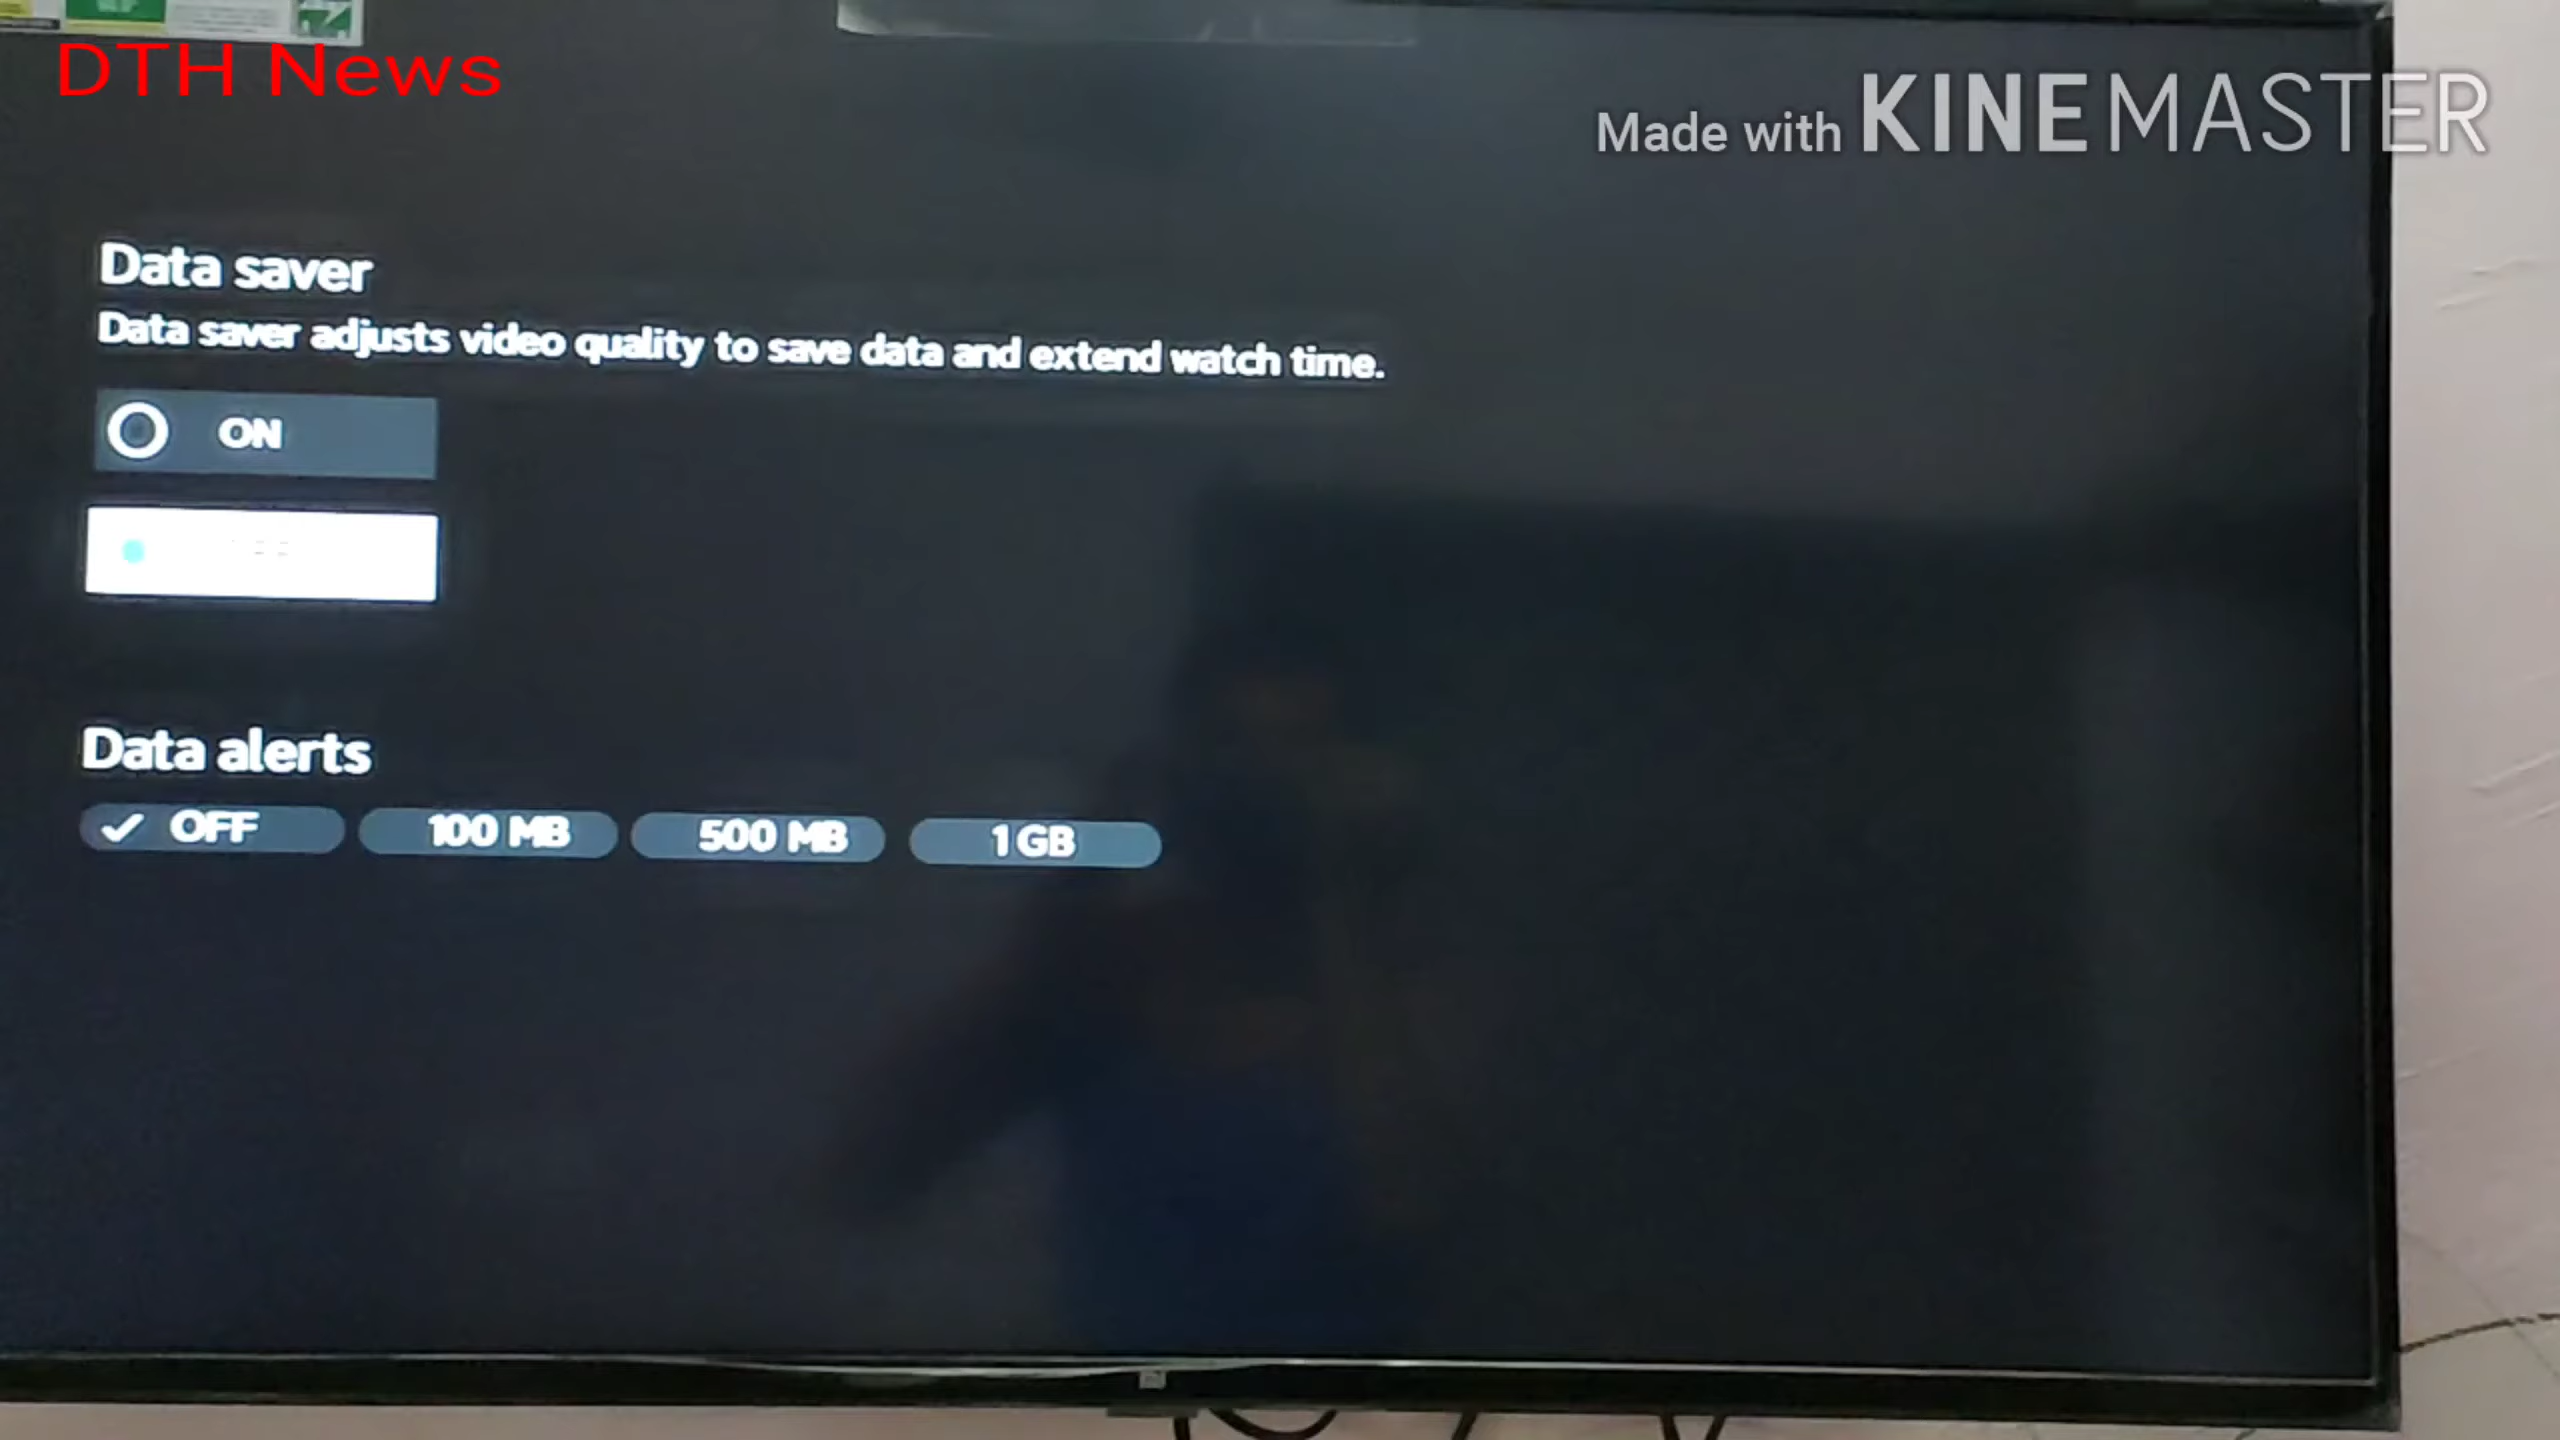 DTH News
Made with KINEMASTER
Data saver
Data saver adjusts video quality to save data and extend watch time.
ON
Data alerts
OFF
100 MB
500 MB
1 GB